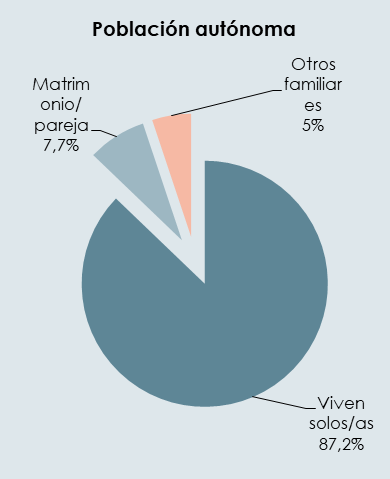 Población autónoma
Otros
familiar
es
5%
Matrim
onio/
pareja
7,7%
Viven
solos/as
87,2%